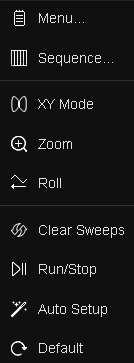 Menu...
Sequence...
XY Mode
Zoom
Roll
Clear Sweeps
Run/Stop
Auto Setup
Default